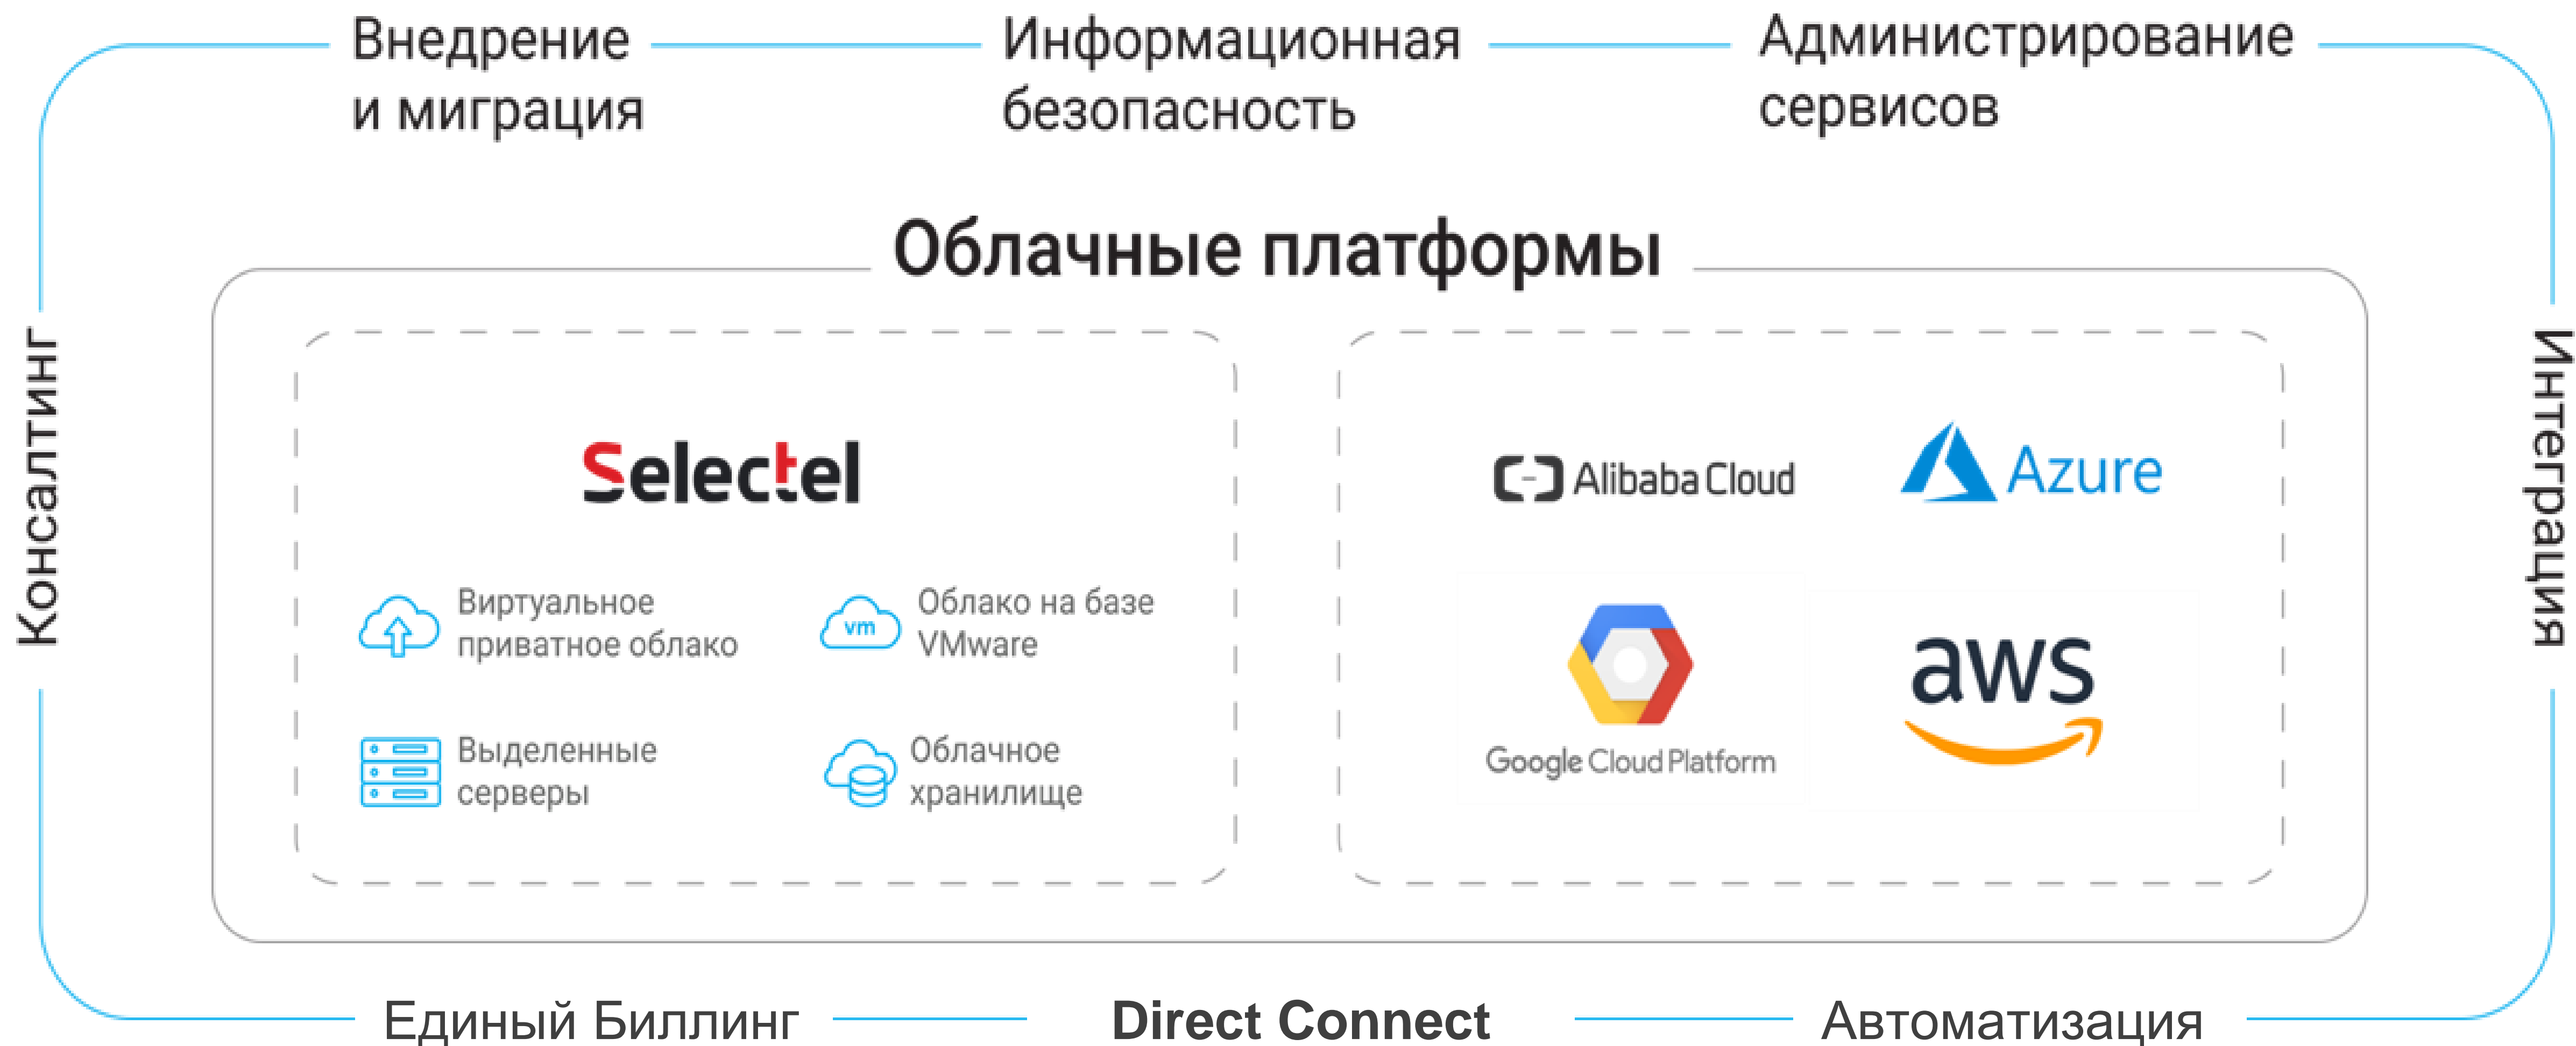 Внедрение
и миграция
Информационная
безопасность
Администрирование
сервисов
Консалтинг
Облачные платформы
Selectel
Виртуальное
приватное облако
vm
Облако на базе
VMware
Выделенные
серверы
Облачное
хранилище
Alibaba Cloud
Azure
Google Cloud Platform
aws
Интеграция
Единый Биллинг
Direct Connect
Автоматизация